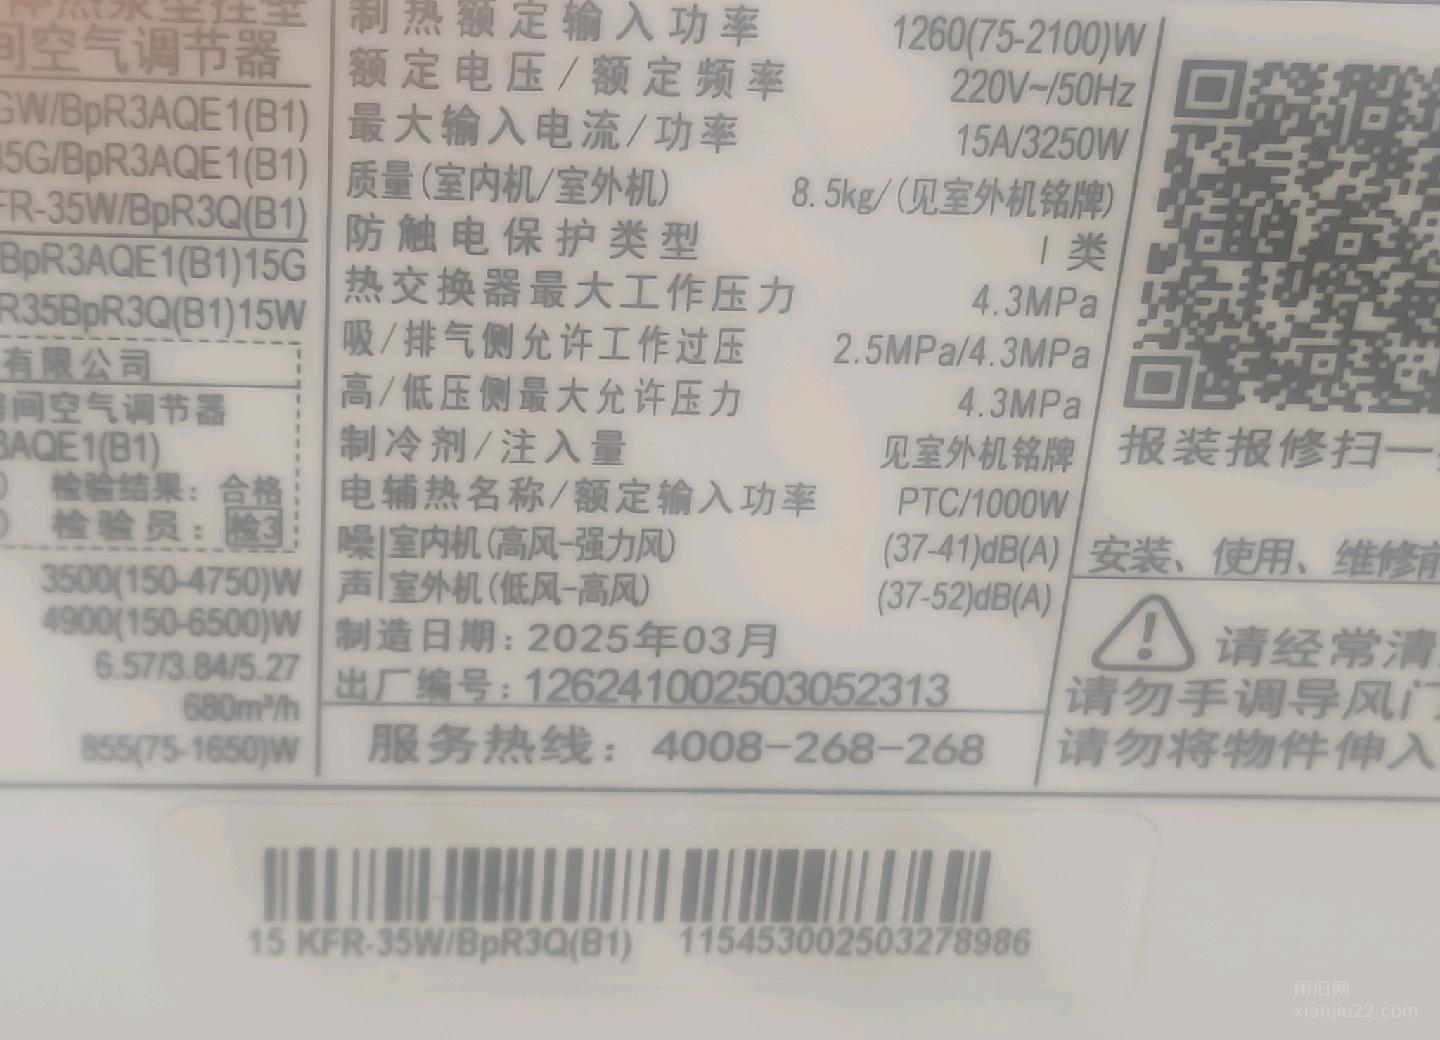 间空气调节器
GW/BpR3AQE1(B1)
35G/BpR3AQE1(B1)
FR-35W/BpR3Q(B1)
BpR3AQE1(B1)15G
R35BpR3Q(B1)15W
有限公司
房间空气调节器
3AQE1(B1)
检验结果：合格
检验员：检3
3500(150-4750)W
4900(150-6500)W
6.57/3.84/5.27
680m³/h
855(75-1650)W
制热额定输入功率 1260(75-2100)W
额定电压/额定频率 220V~/50Hz
最大输入电流/功率 15A/3250W
质量(室内机/室外机) 8.5kg/(见室外机铭牌)
防触电保护类型 I 类
热交换器最大工作压力 4.3MPa
吸/排气侧允许工作过压 2.5MPa/4.3MPa
高/低压侧最大允许压力 4.3MPa
制冷剂/注入量 见室外机铭牌
电辅热名称/额定输入功率 PTC/1000W
噪声 室内机(高风-强力风) (37-41)dB(A)
室外机(低风-高风) (37-52)dB(A)
制造日期：2025年03月
出厂编号：126241002503052313
服务热线：4008-268-268
报装报修扫一
安装、使用、维修前
请经常清
请勿手调导风门
请勿将物件伸入
15 KFR-35W/BpR3Q(B1) 115453002503278986
闲旧网
xianjiu22.com